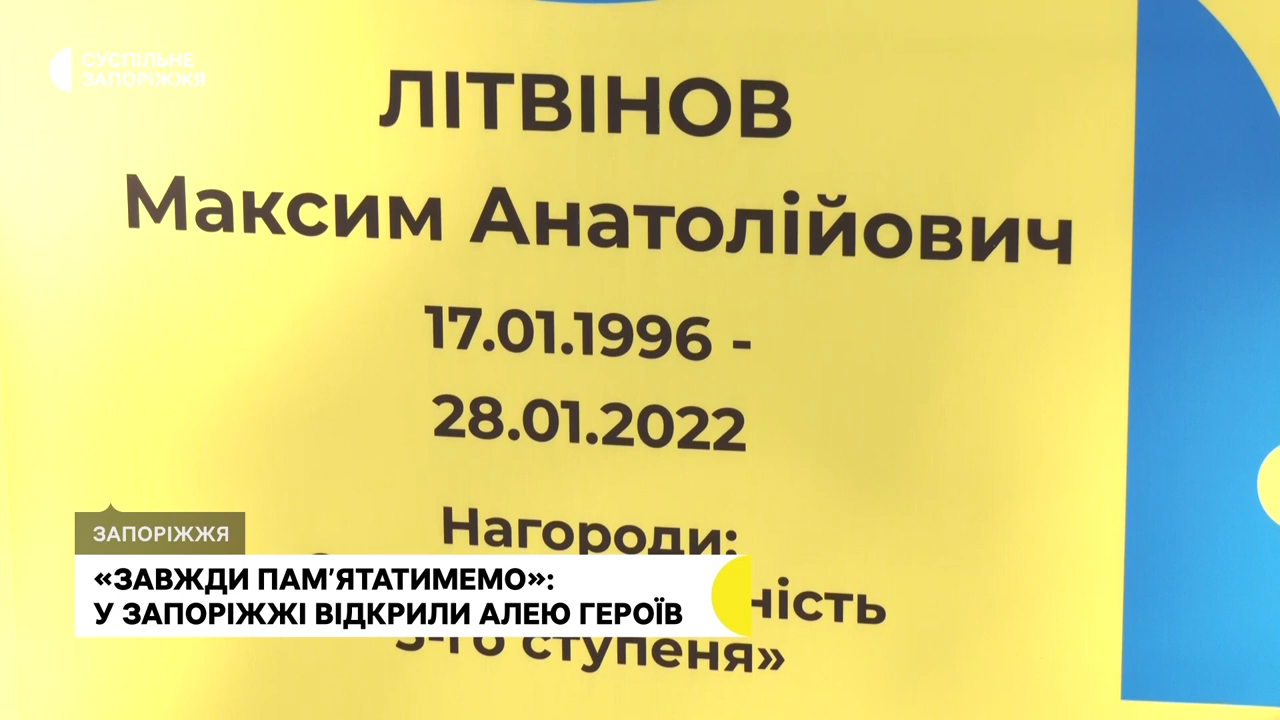 СУСПІЛЬНЕ
ЗАПОРІЖЖЯ
ЛІТВІНОВ
Максим Анатолійович
17.01.1996 -
28.01.2022
Нагороди:
ступеня»
ЗАПОРІЖЖЯ
«ЗАВЖДИ ПАМ’ЯТАТИМЕМО»:
У ЗАПОРІЖЖІ ВІДКРИЛИ АЛЕЮ ГЕРОЇВ